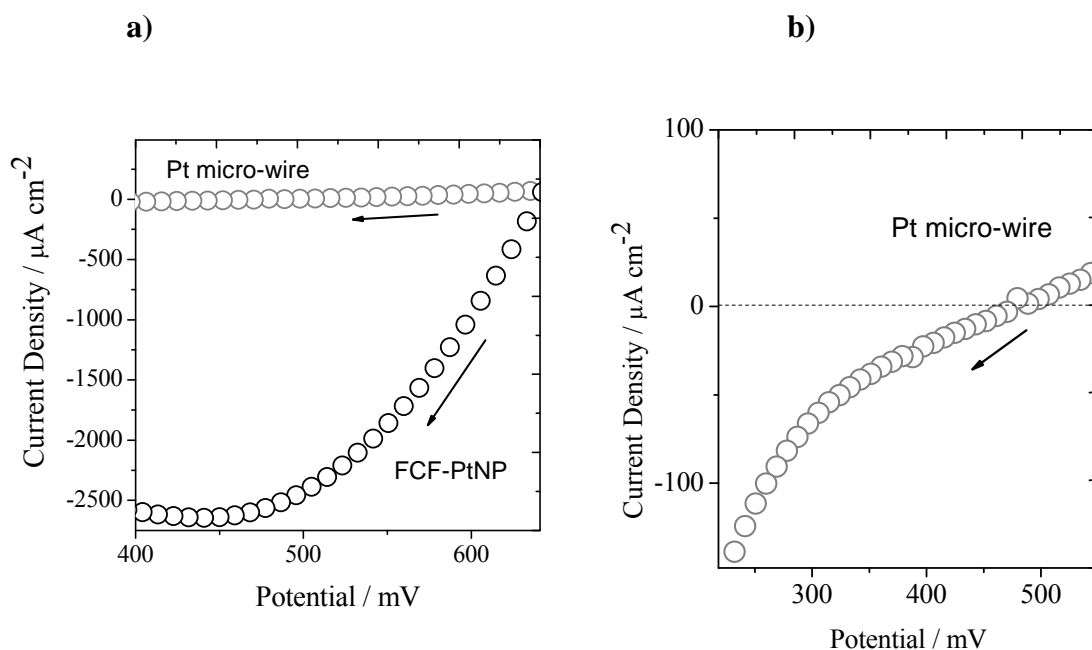 a)
Pt micro-wire
0
-500
-1000
-1500
-2000
-2500
Current Density / µA cm-2
FCF-PtNP
400
500
600
Potential / mV
b)
100
0
-100
Current Density / µA cm-2
Pt micro-wire
300
400
500
Potential / mV